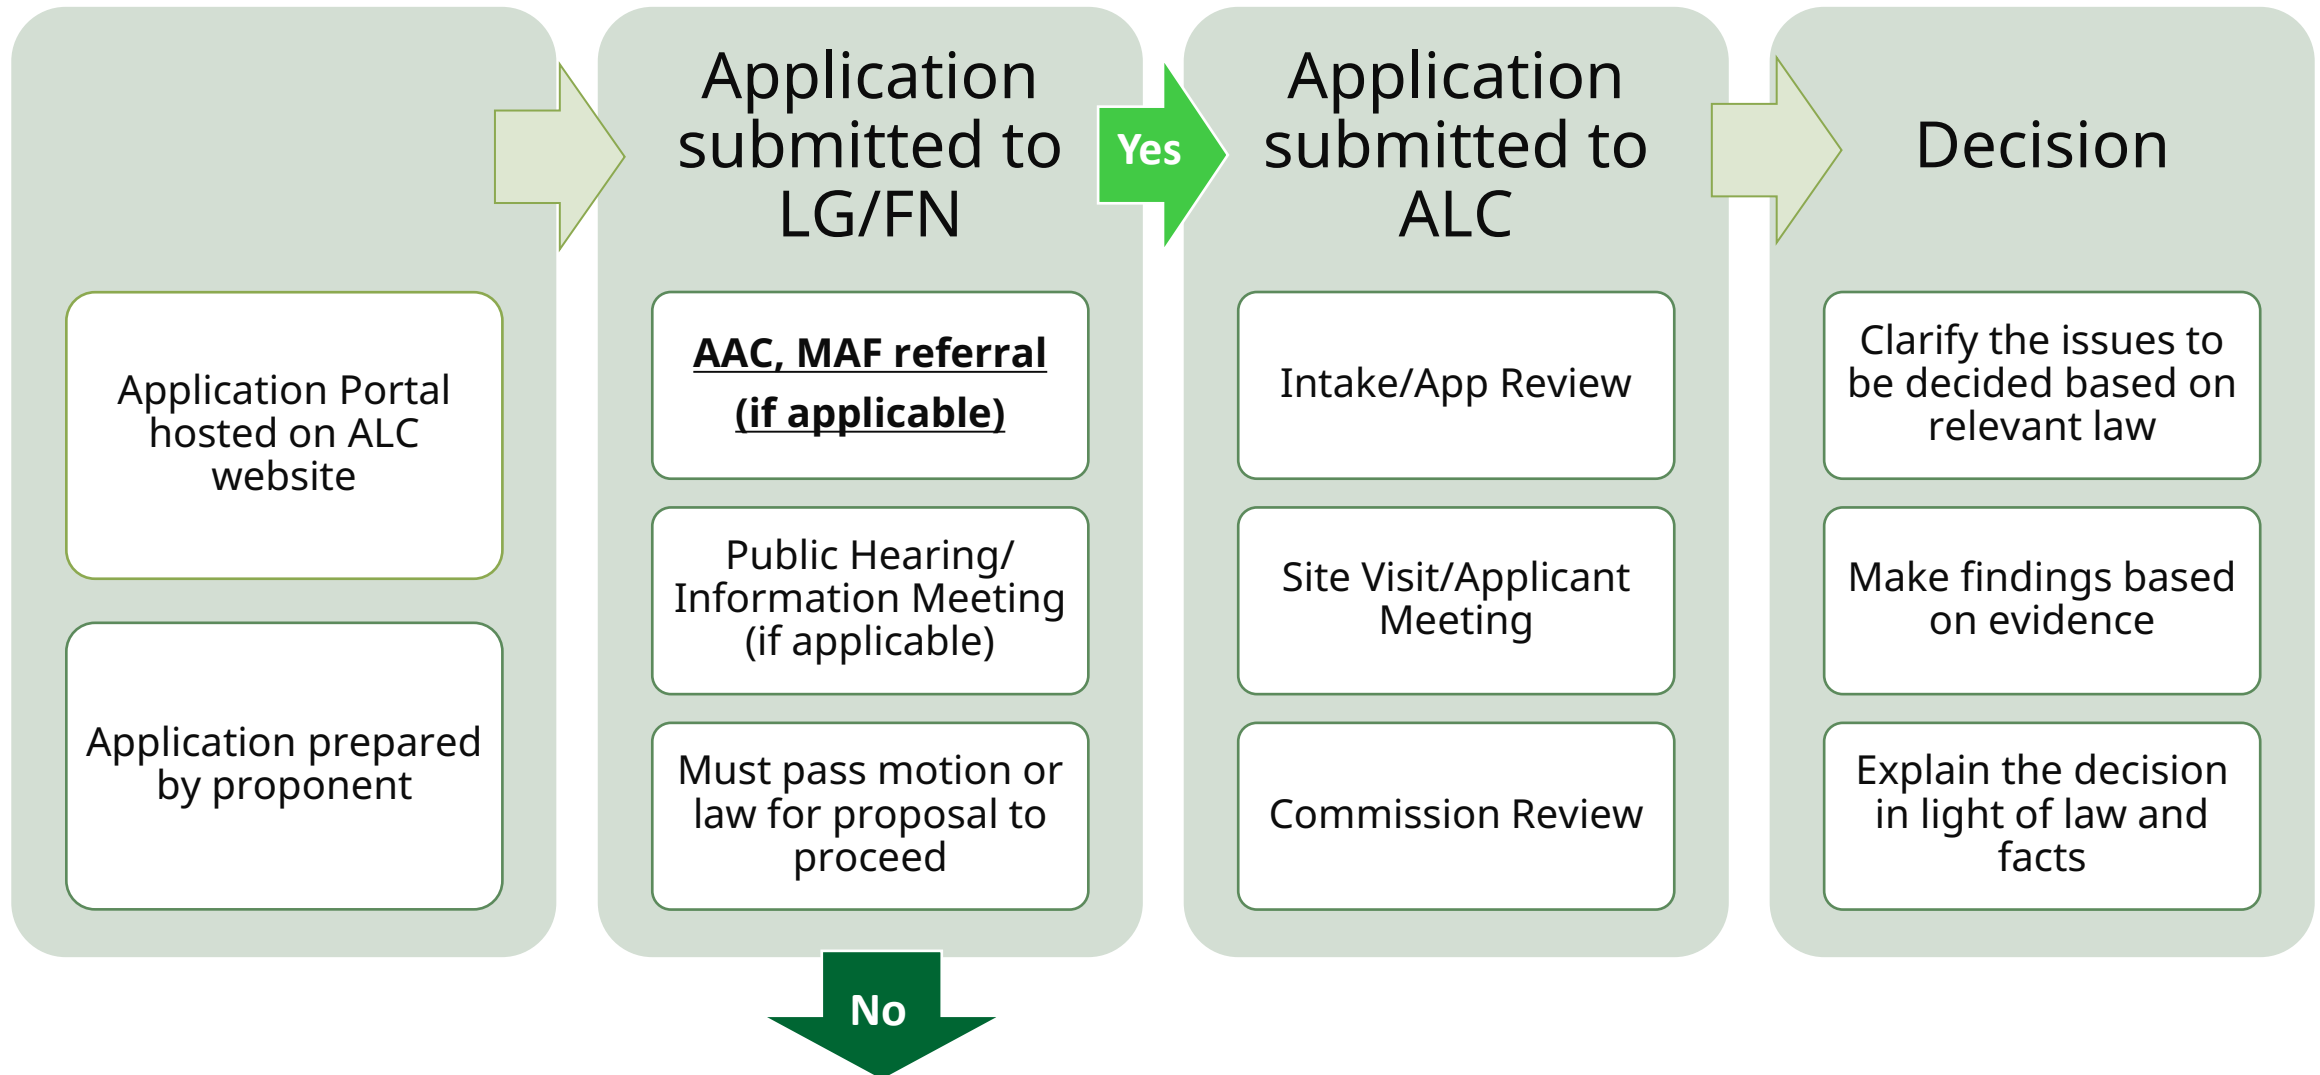 Application Portal
hosted on ALC
website
Application prepared
by proponent
Application
submitted to
LG/FN
AAC, MAF referral
(if applicable)
Public Hearing/
Information Meeting
(if applicable)
Must pass motion or
law for proposal to
proceed
No
Yes
Application
submitted to
ALC
Intake/App Review
Site Visit/Applicant
Meeting
Commission Review
Decision
Clarify the issues to
be decided based on
relevant law
Make findings based
on evidence
Explain the decision
in light of law and
facts